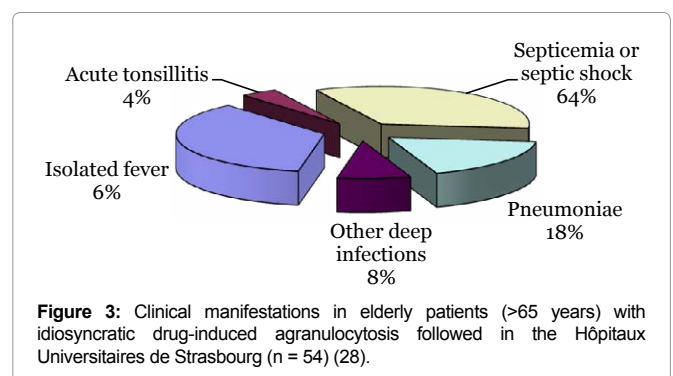 Septicemia or
septic shock
64%
Acute tonsillitis
4%
Isolated fever
6%
Pneumoniae
18%
Other deep
infections
8%
Figure 3: Clinical manifestations in elderly patients (>65 years) with
idiosyncratic drug-induced agranulocytosis followed in the Hôpitaux
Universitaires de Strasbourg (n = 54) (28).